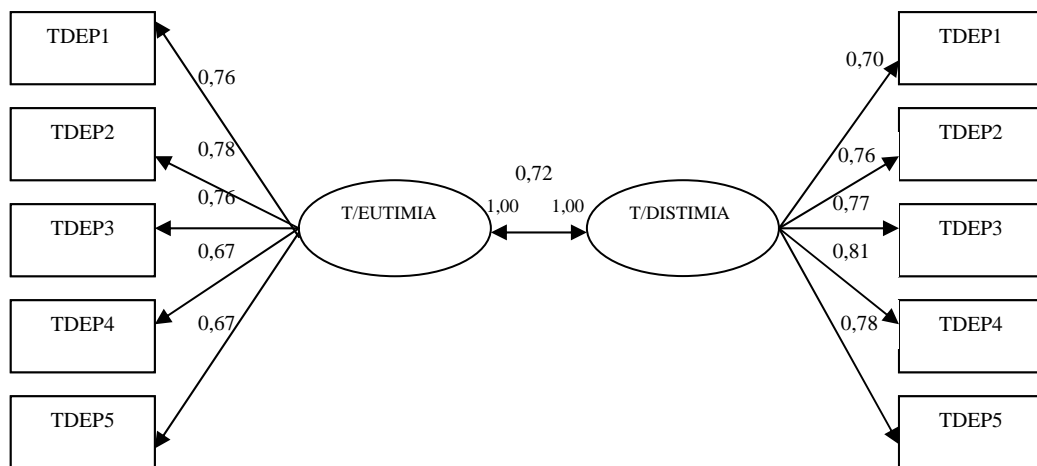 TDEP1
TDEP1
0,76
0,70
TDEP2
TDEP2
0,78
0,76
0,72
0,76
0,77
TDEP3
T/EUTIMIA
1,00
1,00
T/DISTIMIA
TDEP3
0,67
0,81
TDEP4
0,67
0,78
TDEP4
TDEP5
TDEP5